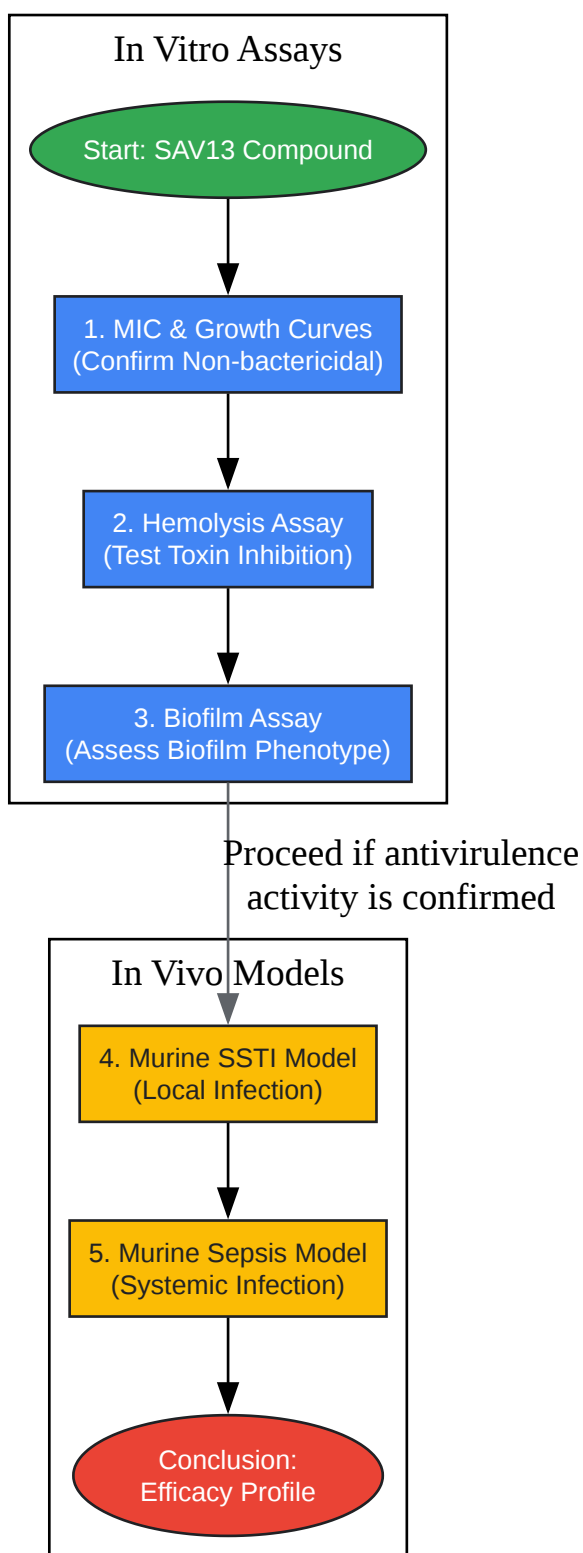 In Vitro Assays
Start: SAV13 Compound
1. MIC & Growth Curves
(Confirm Non-bactericidal)
2. Hemolysis Assay
(Test Toxin Inhibition)
3. Biofilm Assay
(Assess Biofilm Phenotype)
Proceed if antivirulence
activity is confirmed
In Vivo Models
4. Murine SSTI Model
(Local Infection)
5. Murine Sepsis Model
(Systemic Infection)
Conclusion:
Efficacy Profile